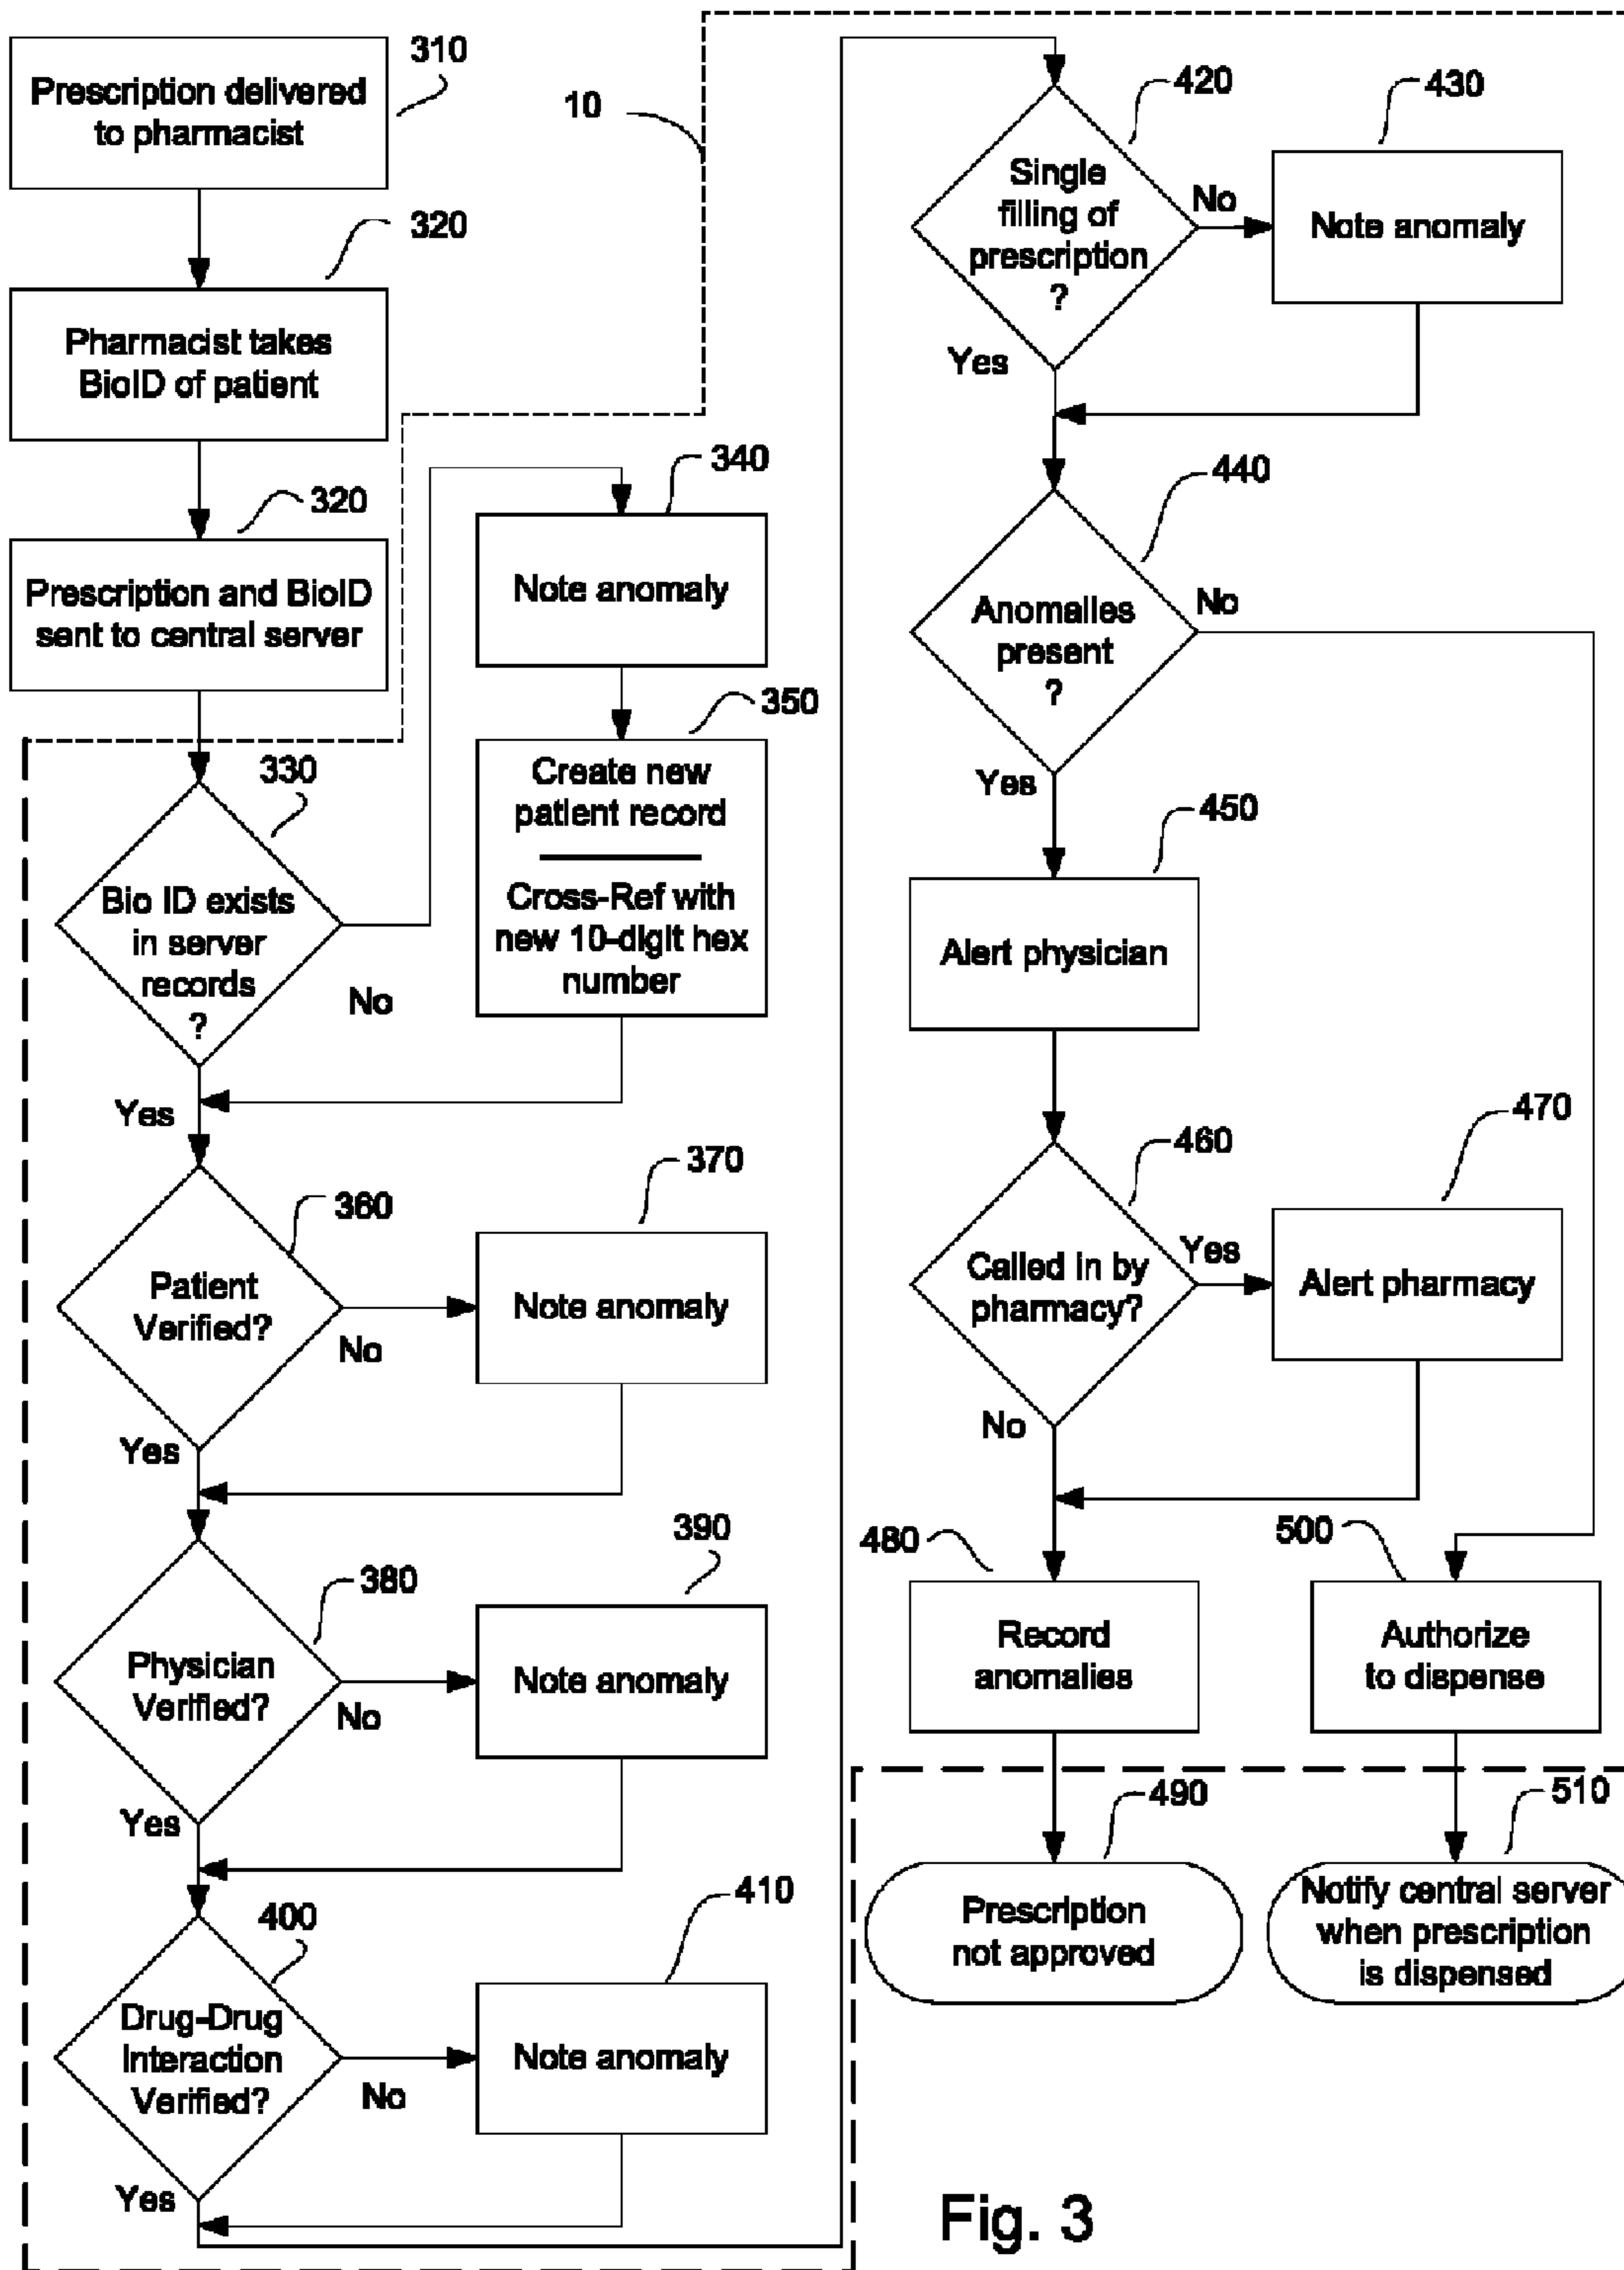 310
Prescription delivered
to pharmacist
320
Pharmacist takes
BioID of patient
320
Prescription and BioID
sent to central server
10
330
Bio ID exists
in server
records
?
No
Yes
340
Note anomaly
350
Create new
patient record
Cross-Ref with
new 10-digit hex
number
360
Patient
Verified?
No
Yes
370
Note anomaly
380
Physician
Verified?
No
Yes
390
Note anomaly
400
Drug-Drug
Interaction
Verified?
No
Yes
410
Note anomaly
420
Single
filling of
prescription
?
No
Yes
430
Note anomaly
440
Anomalies
present
?
No
Yes
450
Alert physician
460
Called in by
pharmacy?
Yes
No
470
Alert pharmacy
480
Record
anomalies
500
Authorize
to dispense
490
Prescription
not approved
510
Notify central server
when prescription
is dispensed
Fig. 3